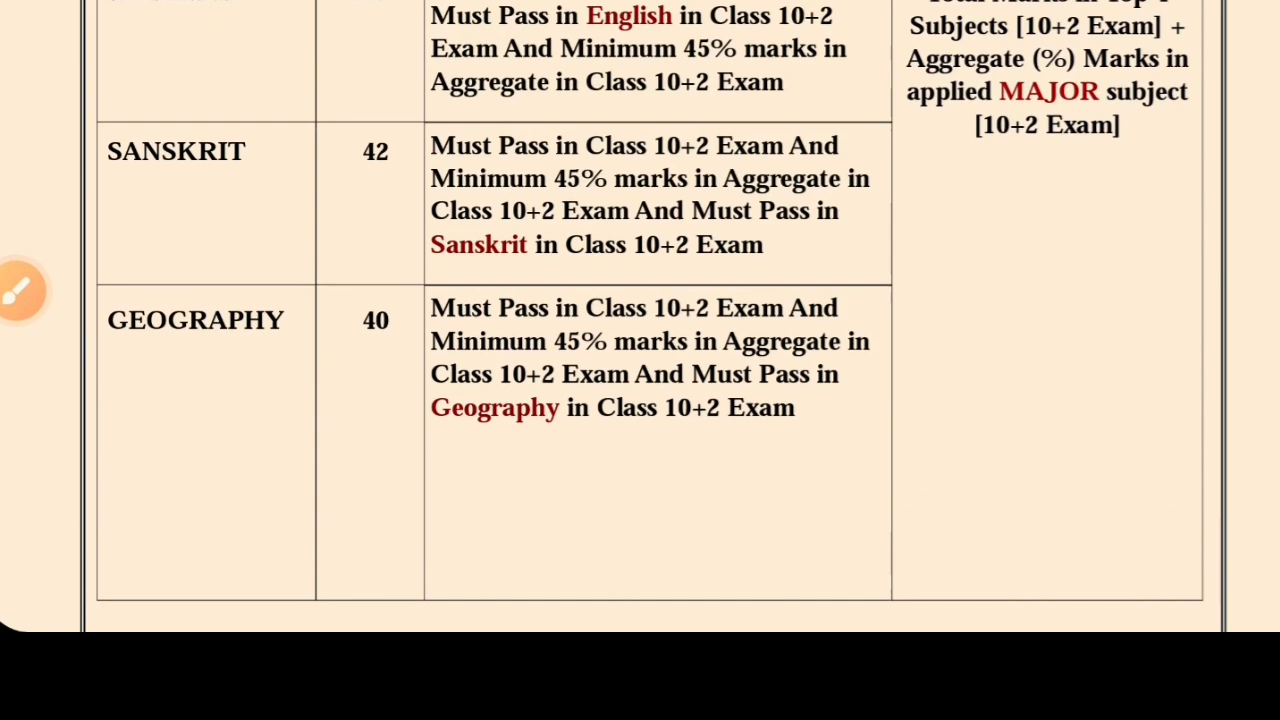 Must Pass in English in Class 10+2
Exam And Minimum 45% marks in
Aggregate in Class 10+2 Exam
Subjects [10+2 Exam] +
Aggregate (%) Marks in
applied MAJOR subject
[10+2 Exam]
SANSKRIT
42
Must Pass in Class 10+2 Exam And
Minimum 45% marks in Aggregate in
Class 10+2 Exam And Must Pass in
Sanskrit in Class 10+2 Exam
GEOGRAPHY
40
Must Pass in Class 10+2 Exam And
Minimum 45% marks in Aggregate in
Class 10+2 Exam And Must Pass in
Geography in Class 10+2 Exam